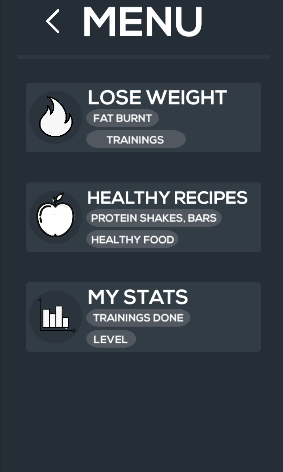 MENU
LOSE WEIGHT
FAT BURNT
TRAININGS
HEALTHY RECIPES
PROTEIN SHAKES, BARS
HEALTHY FOOD
MY STATS
TRAININGS DONE
LEVEL